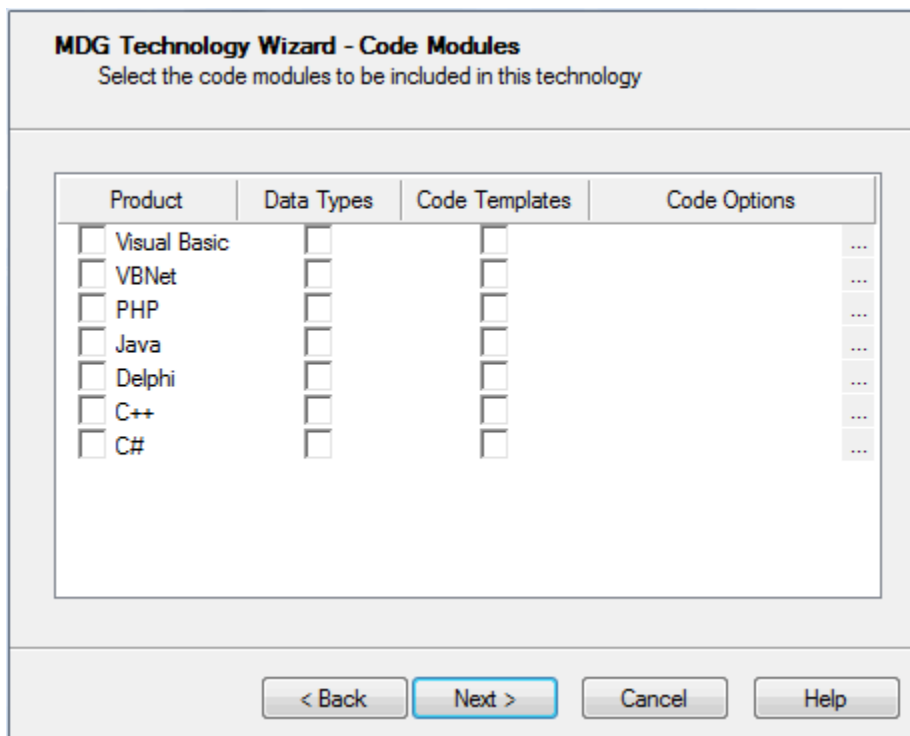 MDG Technology Wizard - Code Modules
Select the code modules to be included in this technology
Product Data Types Code Templates Code Options
Visual Basic ...
VBNet ...
PHP ...
Java ...
Delphi ...
C++ ...
C# ...
< Back Next > Cancel Help